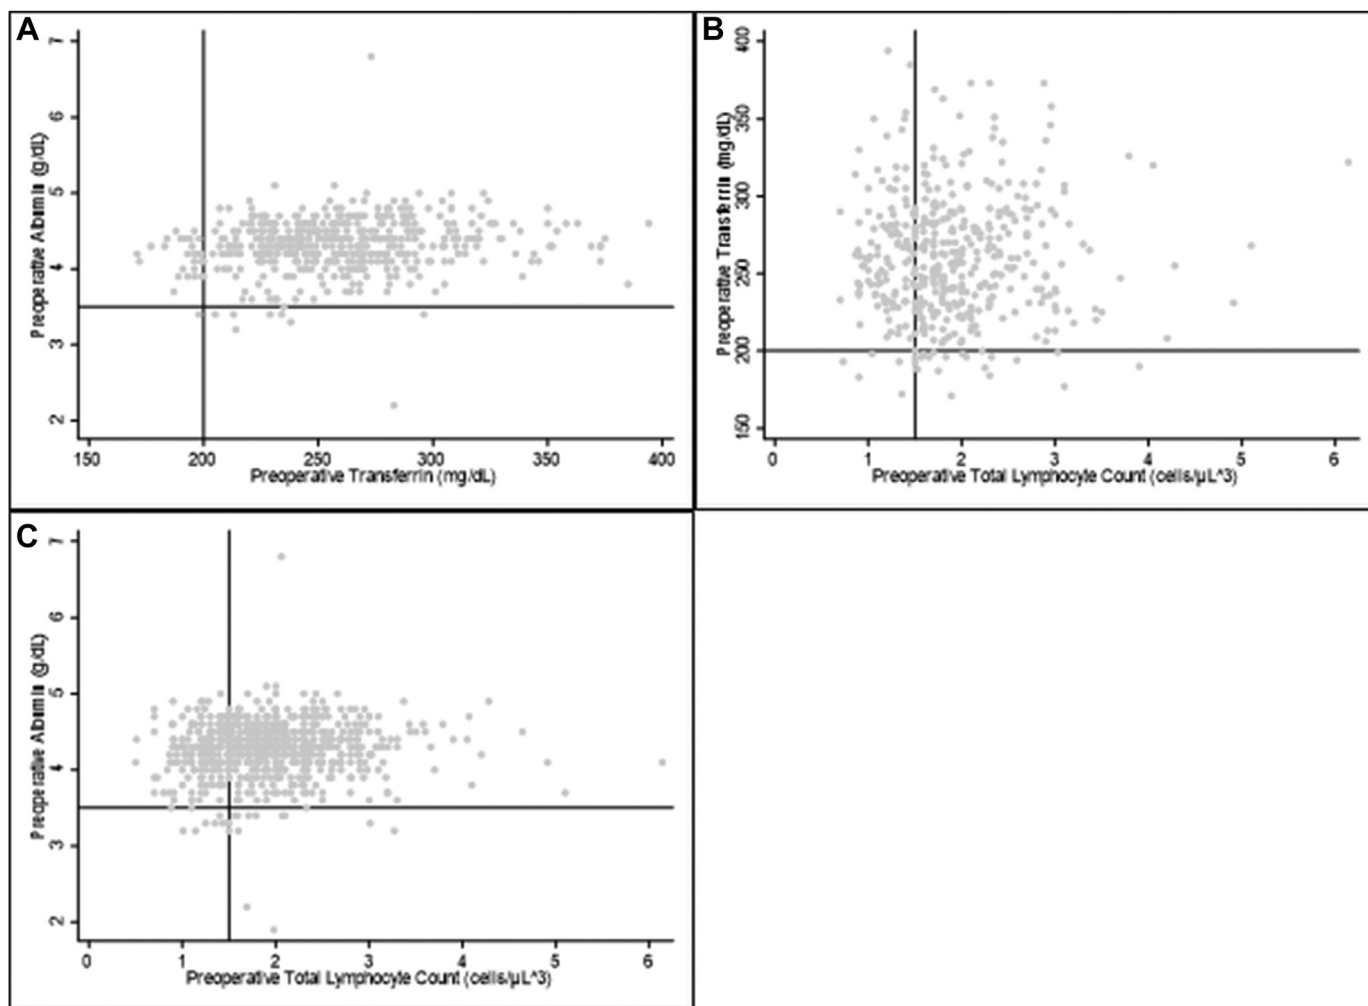 A
7
6
5
4
3
2
Preoperative Albumin (g/dL)
150 200 250 300 350 400
Preoperative Transferrin (mg/dL)
B
400
350
300
250
200
150
Preoperative Transferrin (mg/dL)
0 1 2 3 4 5 6
Preoperative Total Lymphocyte Count (cells/µL^3)
C
7
6
5
4
3
2
Preoperative Albumin (g/dL)
0 1 2 3 4 5 6
Preoperative Total Lymphocyte Count (cells/µL^3)